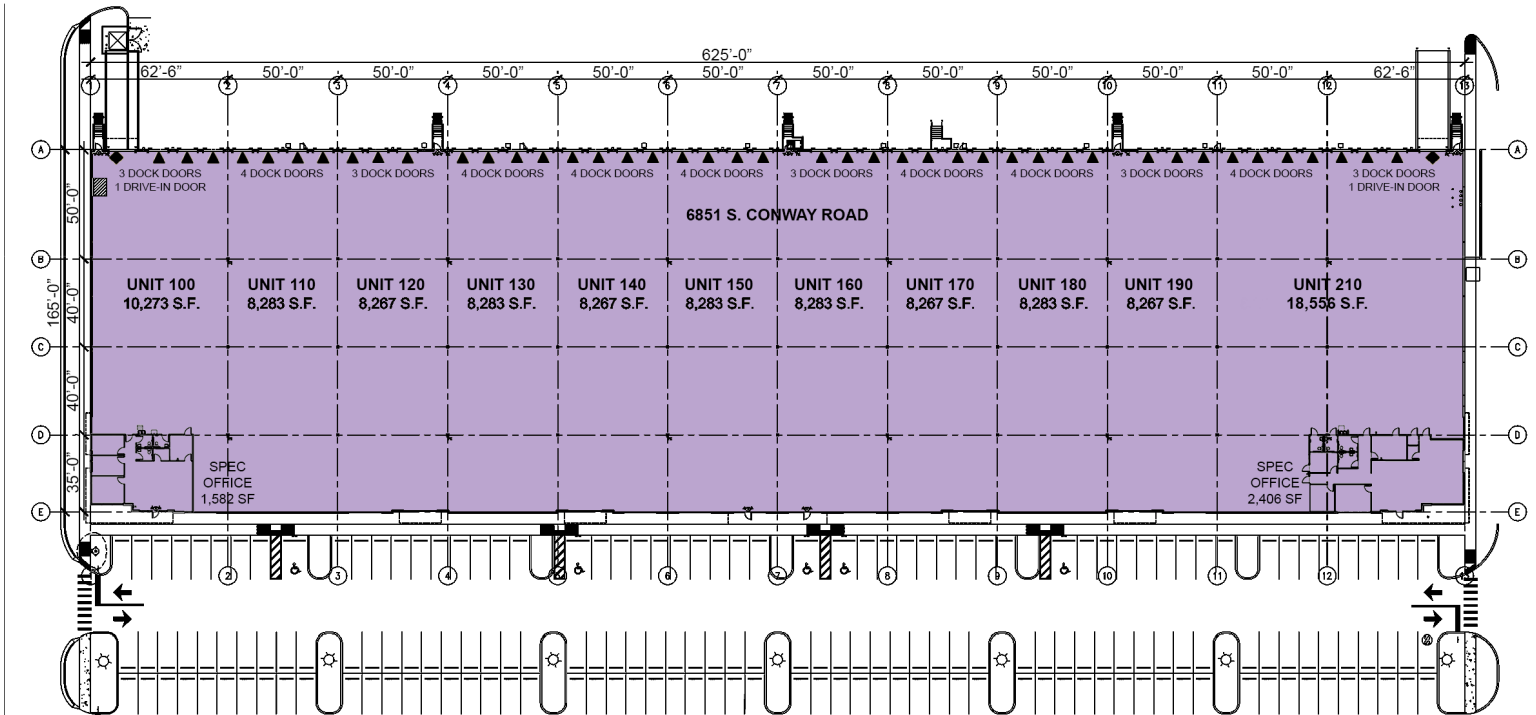 625'-0"
62'-6" 50'-0" 50'-0" 50'-0" 50'-0" 50'-0" 50'-0" 50'-0" 50'-0" 50'-0" 62'-6"
1 2 3 4 5 6 7 8 9 10 11 12 13
A A
3 DOCK DOORS 4 DOCK DOORS 3 DOCK DOORS 4 DOCK DOORS 4 DOCK DOORS 4 DOCK DOORS 3 DOCK DOORS 4 DOCK DOORS 4 DOCK DOORS 3 DOCK DOORS 4 DOCK DOORS 3 DOCK DOORS
1 DRIVE-IN DOOR 1 DRIVE-IN DOOR
50'-0"
6851 S. CONWAY ROAD
B B
UNIT 100 UNIT 110 UNIT 120 UNIT 130 UNIT 140 UNIT 150 UNIT 160 UNIT 170 UNIT 180 UNIT 190 UNIT 210
10,273 S.F. 8,283 S.F. 8,267 S.F. 8,283 S.F. 8,267 S.F. 8,283 S.F. 8,283 S.F. 8,267 S.F. 8,283 S.F. 8,267 S.F. 18,556 S.F.
165'-0"
40'-0"
C C
40'-0"
D D
35'-0"
SPEC SPEC
OFFICE OFFICE
1,582 SF 2,406 SF
E E
2 3 4 6 7 8 9 10 11 12